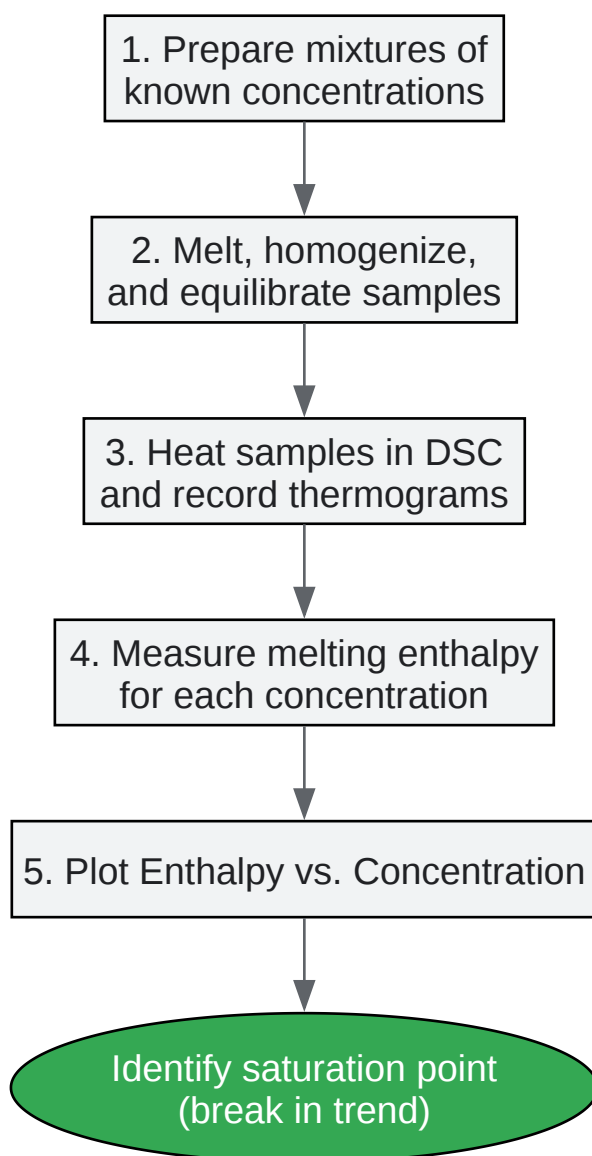 1. Prepare mixtures of
known concentrations
2. Melt, homogenize,
and equilibrate samples
3. Heat samples in DSC
and record thermograms
4. Measure melting enthalpy
for each concentration
5. Plot Enthalpy vs. Concentration
Identify saturation point
(break in trend)